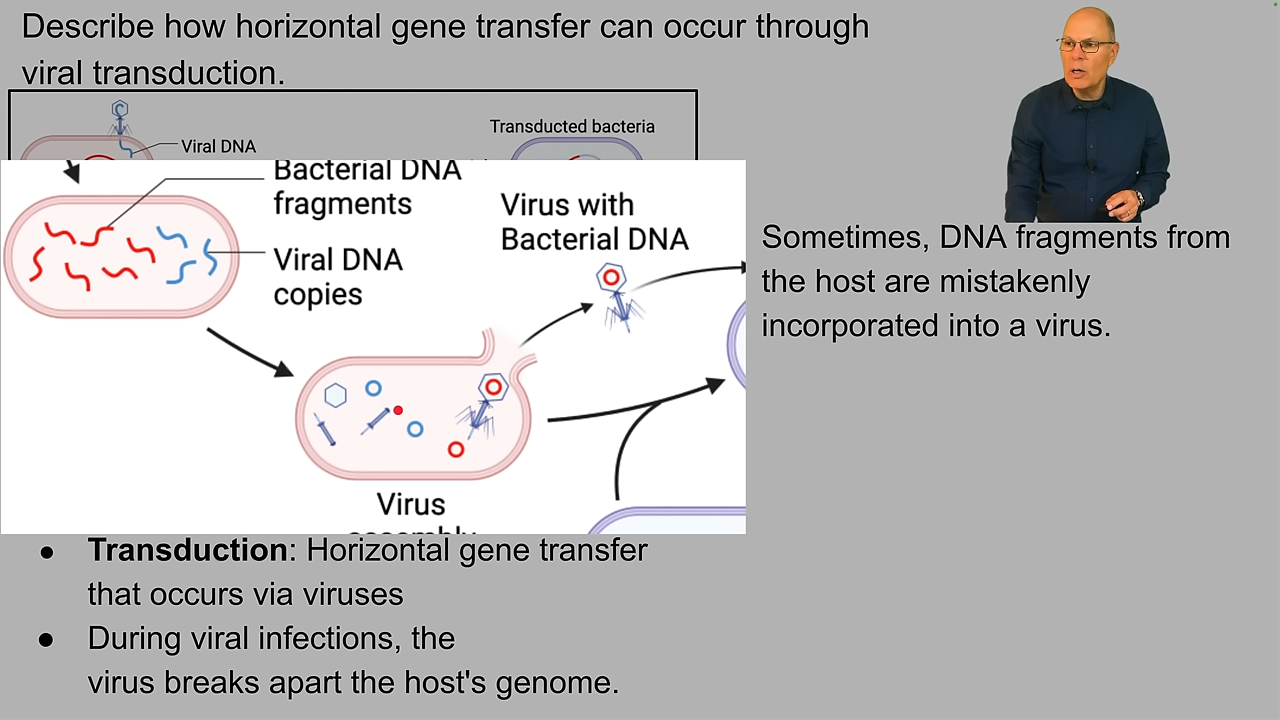 Describe how horizontal gene transfer can occur through
viral transduction.
Transducted bacteria
Viral DNA
Bacterial DNA
fragments
Virus with
Bacterial DNA
Viral DNA
copies
Virus
assembly
Sometimes, DNA fragments from
the host are mistakenly
incorporated into a virus.
● Transduction: Horizontal gene transfer
that occurs via viruses
● During viral infections, the
virus breaks apart the host's genome.